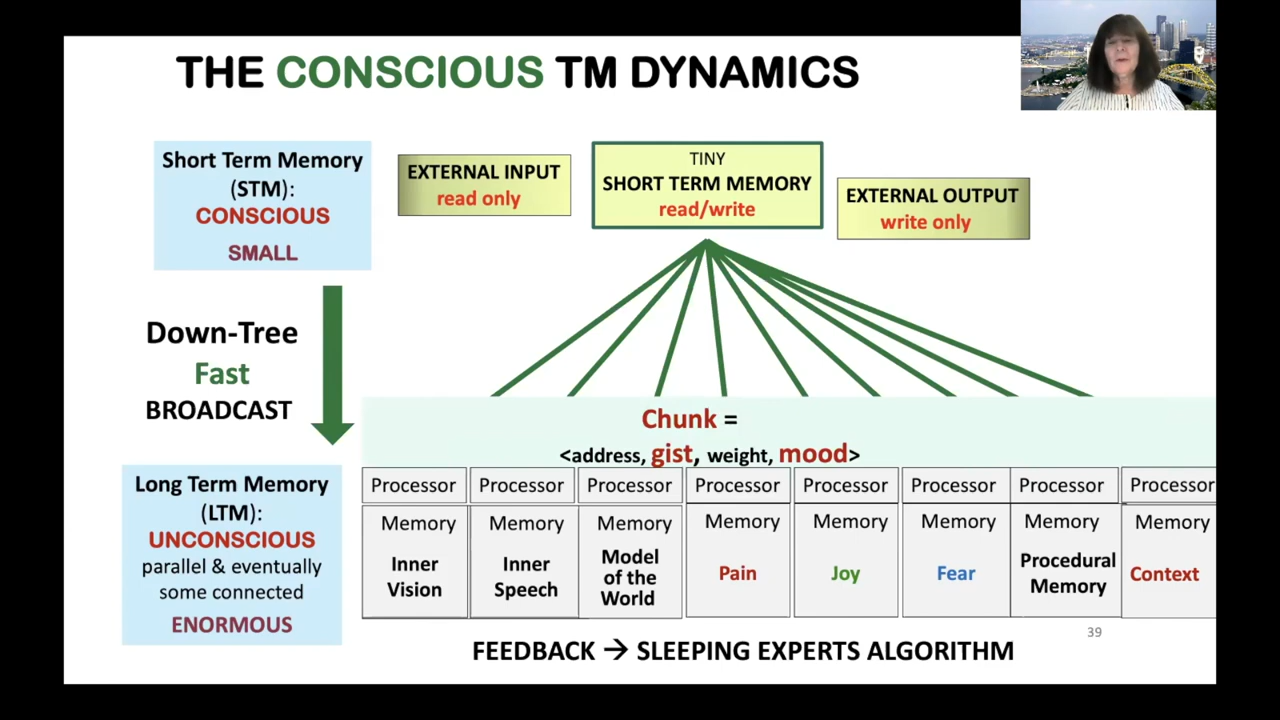 THE CONSCIOUS TM DYNAMICS
Short Term Memory
(STM):
CONSCIOUS
SMALL
EXTERNAL INPUT
read only
TINY
SHORT TERM MEMORY
read/write
EXTERNAL OUTPUT
write only
Down-Tree
Fast
BROADCAST
Chunk =
<address, gist, weight, mood>
Long Term Memory
(LTM):
UNCONSCIOUS
parallel & eventually
some connected
ENORMOUS
Processor
Memory
Inner
Vision
Processor
Memory
Inner
Speech
Processor
Memory
Model
of the
World
Processor
Memory
Pain
Processor
Memory
Joy
Processor
Memory
Fear
Processor
Memory
Procedural
Memory
Processor
Memory
Context
39
FEEDBACK → SLEEPING EXPERTS ALGORITHM